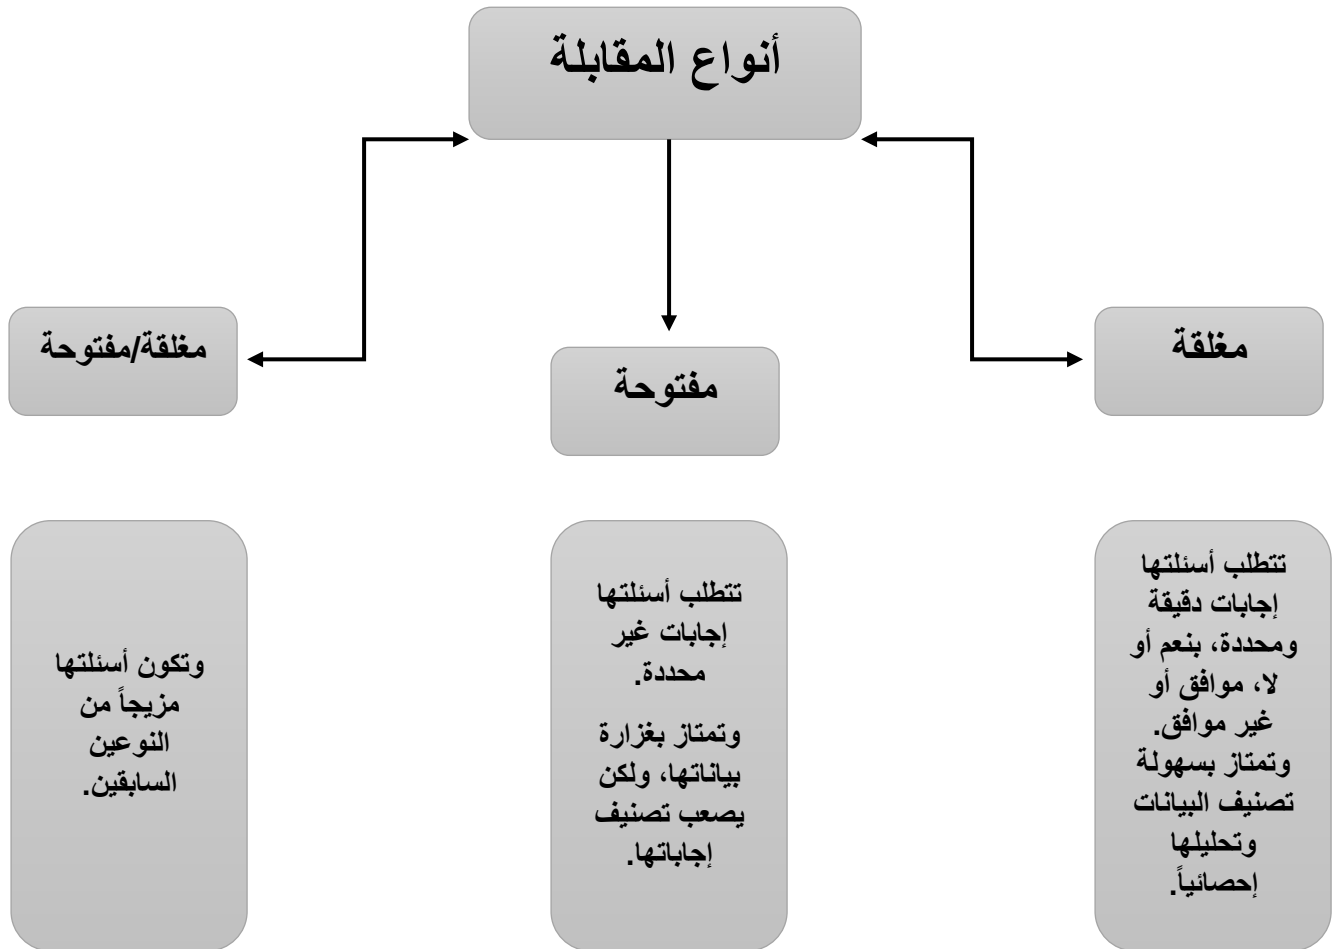 أنواع المقابلة
مغلقة
مفتوحة
مغلقة/مفتوحة
تتطلب أسئلتها
إجابات دقيقة
ومحددة، بنعم أو
لا، موافق أو
غير موافق.
وتمتاز بسهولة
تصنيف البيانات
وتحليلها
إحصائياً.
تتطلب أسئلتها
إجابات غير
محددة.
وتمتاز بغزارة
بياناتها، ولكن
يصعب تصنيف
إجاباتها.
وتكون أسئلتها
مزيجاً من
النوعين
السابقين.